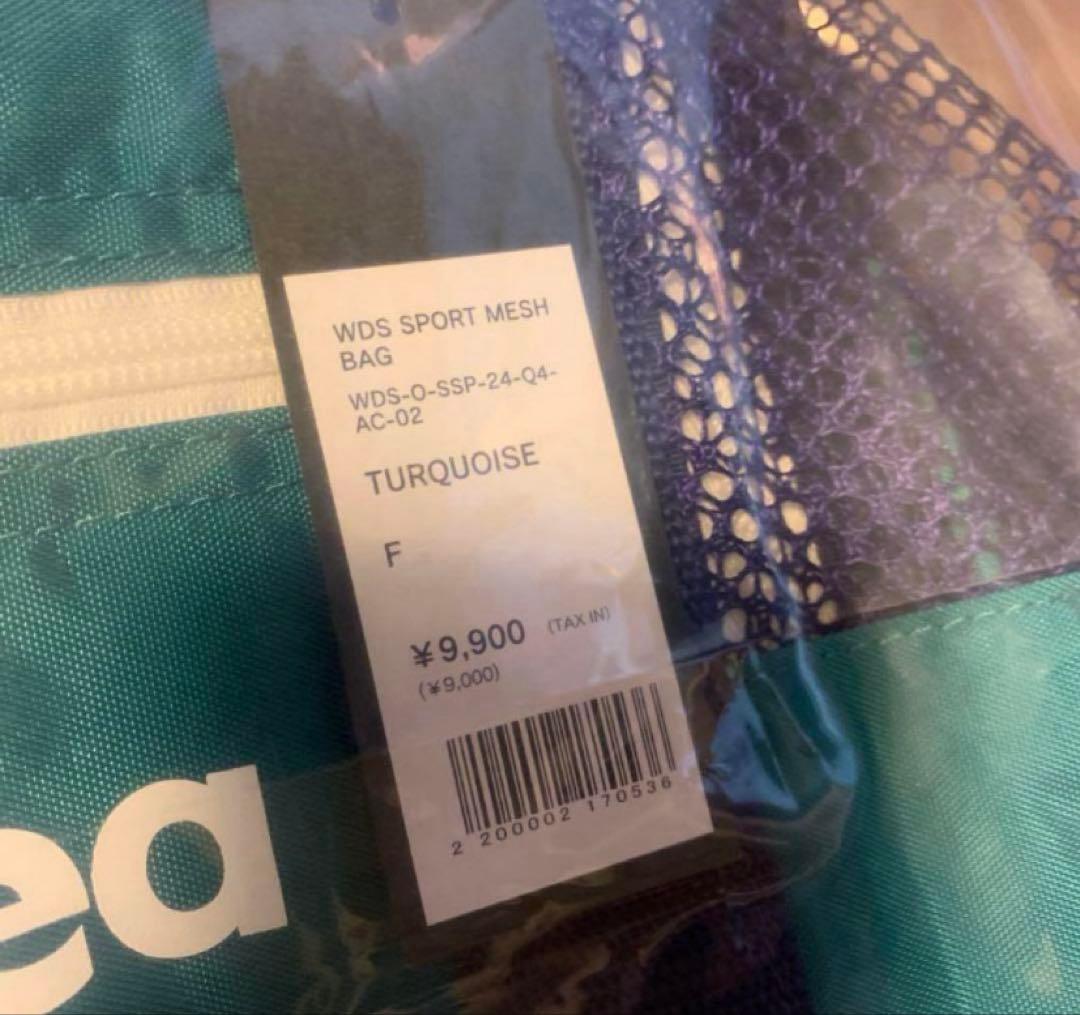 WDS SPORT MESH
BAG
WDS-O-SSP-24-Q4-
AC-02
TURQUOISE
F
¥9,900 (TAX IN)
(¥9,000)
2 200002 170536
ea